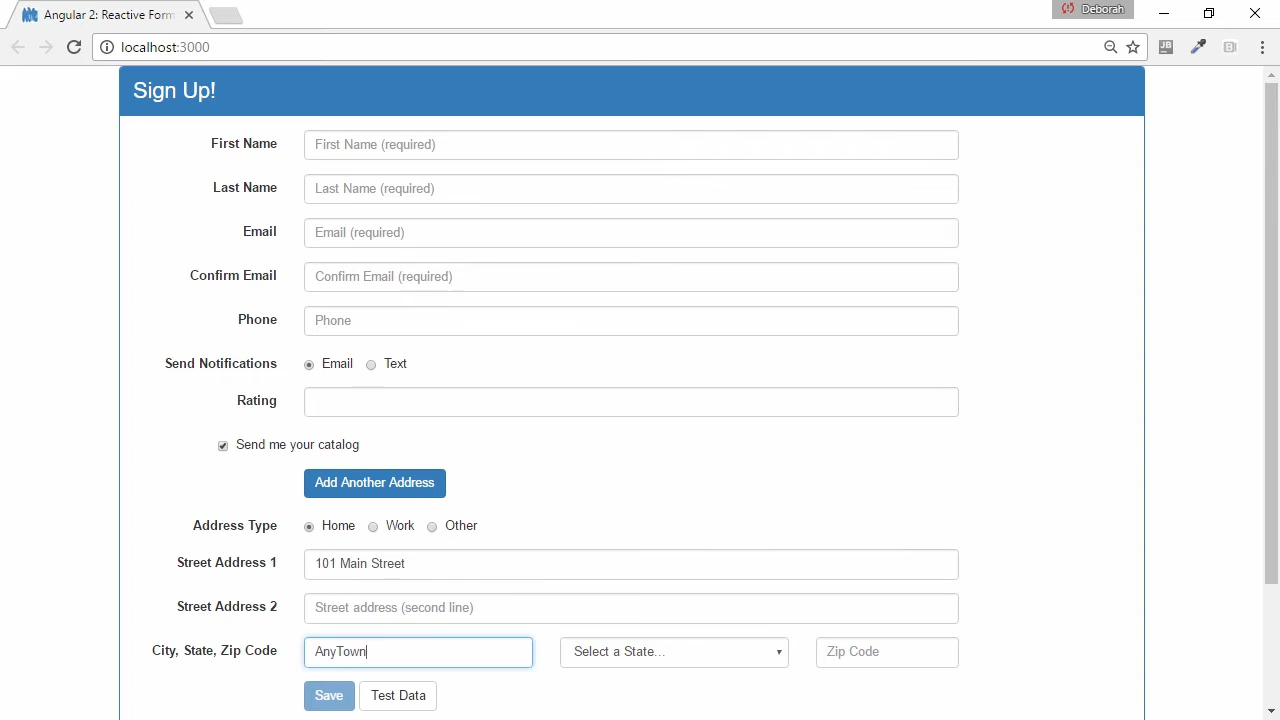 Angular 2: Reactive Form
Deborah
localhost:3000
JB
B
Sign Up!
First Name First Name (required)
Last Name Last Name (required)
Email Email (required)
Confirm Email Confirm Email (required)
Phone Phone
Send Notifications Email Text
Rating
Send me your catalog
Add Another Address
Address Type Home Work Other
Street Address 1 101 Main Street
Street Address 2 Street address (second line)
City, State, Zip Code AnyTown Select a State... Zip Code
Save Test Data